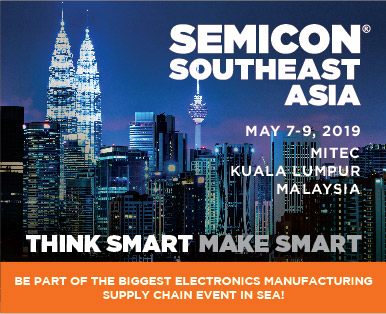 SEMICON®
SOUTHEAST
ASIA
MAY 7-9, 2019
MITEC
KUALA LUMPUR
MALAYSIA
THINK SMART MAKE SMART
BE PART OF THE BIGGEST ELECTRONICS MANUFACTURING
SUPPLY CHAIN EVENT IN SEA!